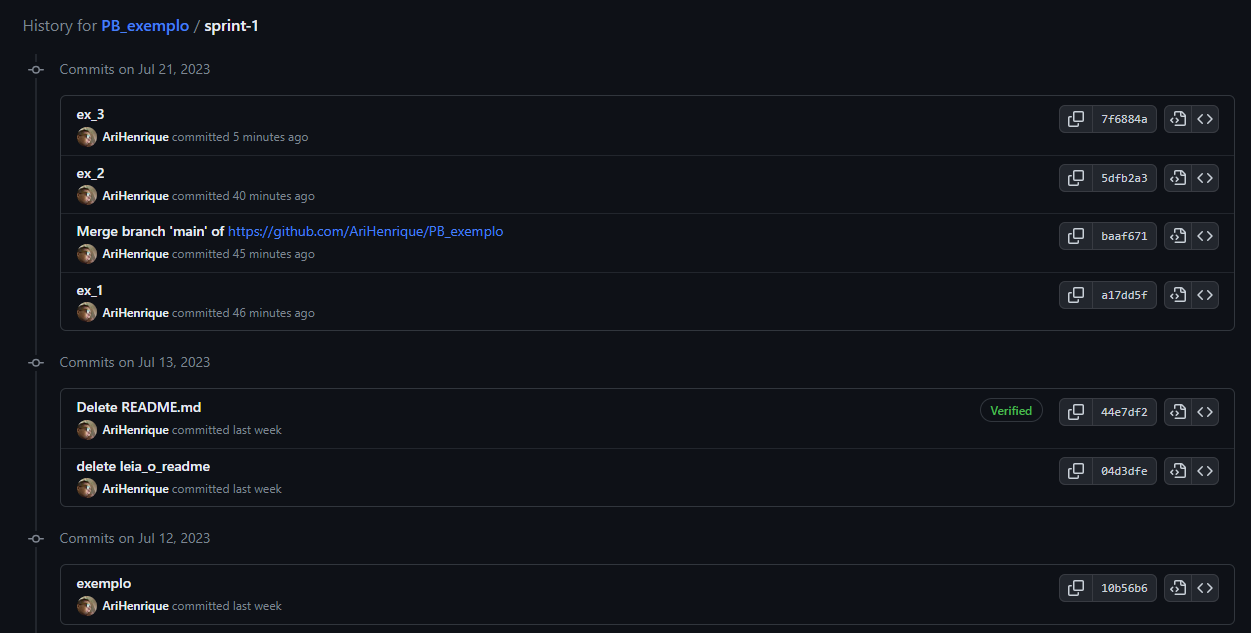 History for PB_exemplo / sprint-1
Commits on Jul 21, 2023
ex_3
7f6884a
AriHenrique committed 5 minutes ago
ex_2
5dfb2a3
AriHenrique committed 40 minutes ago
Merge branch 'main' of https://github.com/AriHenrique/PB_exemplo
baaf671
AriHenrique committed 45 minutes ago
ex_1
a17dd5f
AriHenrique committed 46 minutes ago
Commits on Jul 13, 2023
Delete README.md
Verified
44e7df2
AriHenrique committed last week
delete leia_o_readme
04d3dfe
AriHenrique committed last week
Commits on Jul 12, 2023
exemplo
10b56b6
AriHenrique committed last week